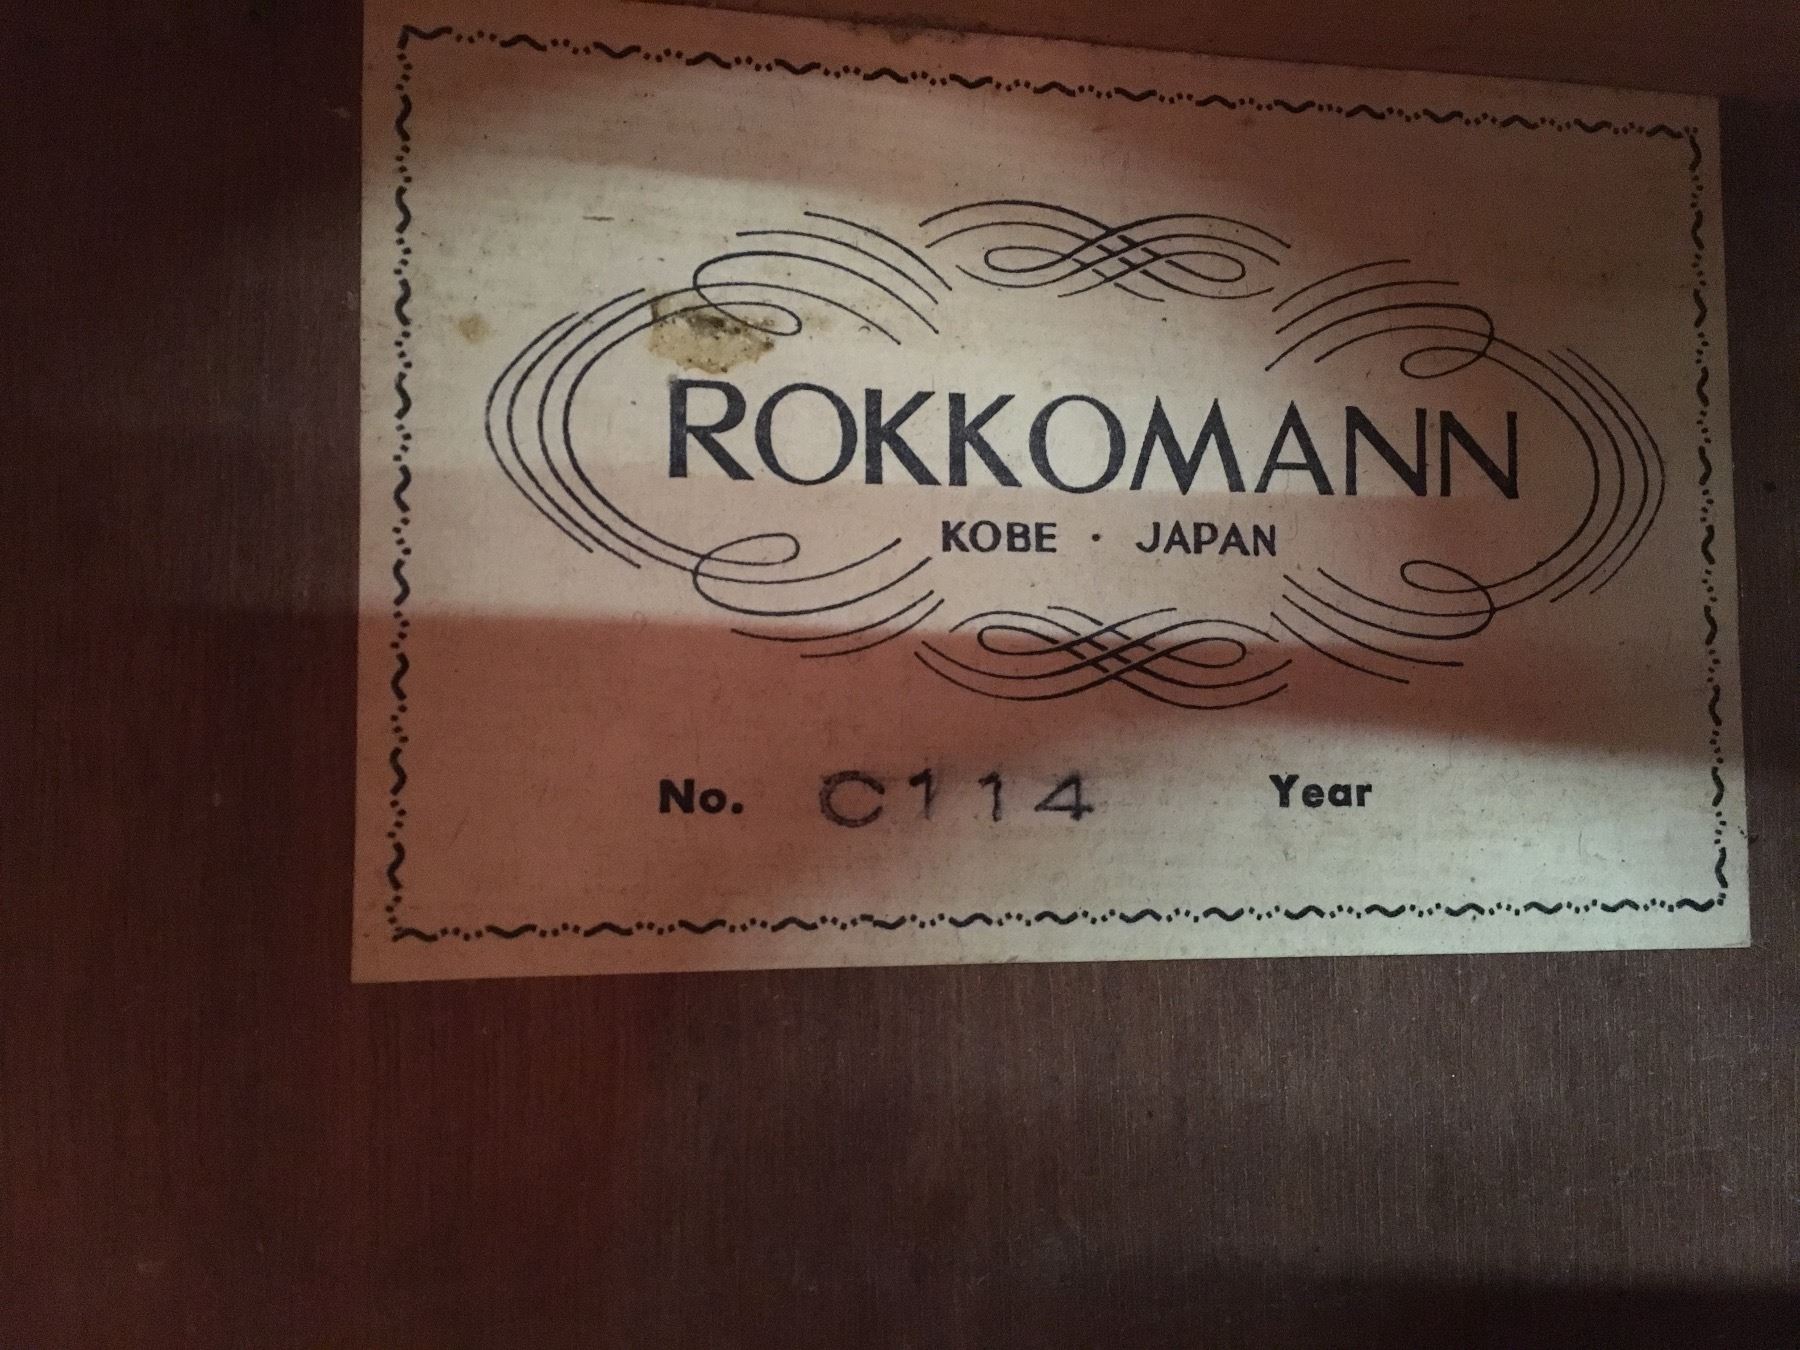 ROKKOMANN
KOBE · JAPAN
No. C114 Year